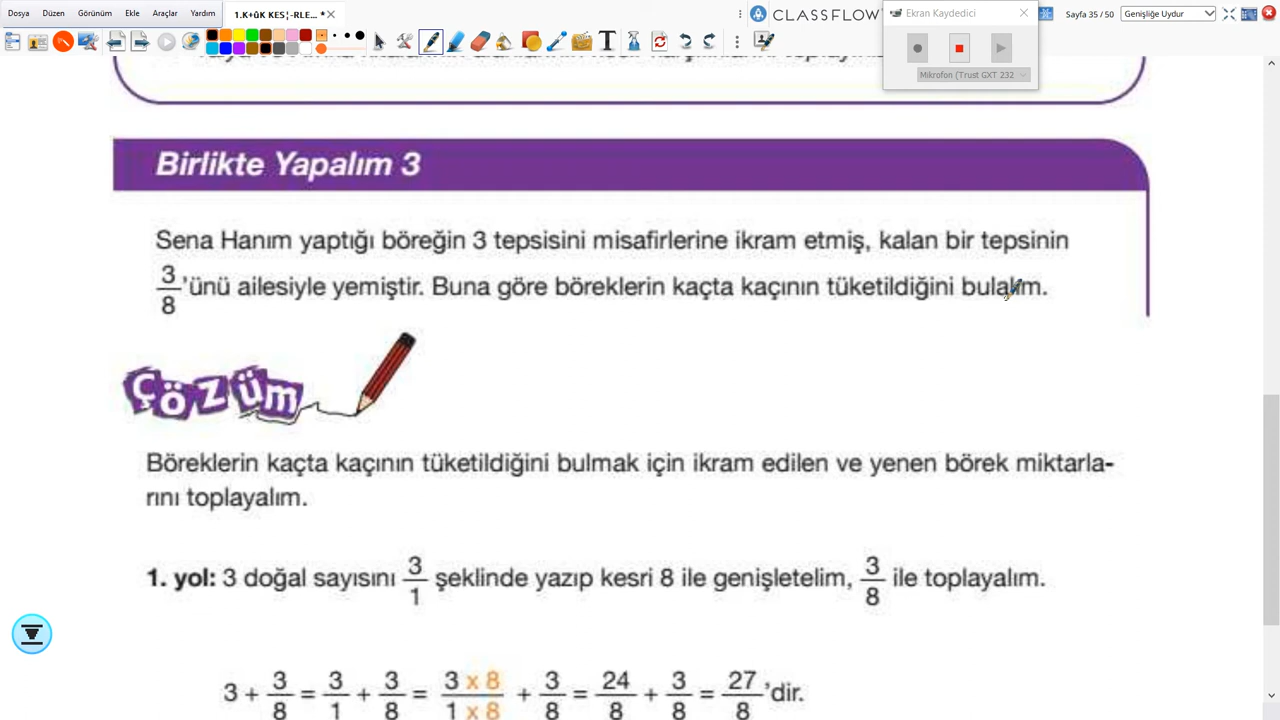 Dosya Düzen Görünüm Ekle Araçlar Yardım
1.K+ûK KES¦-RLE... *
CLASSFLOW
Ekran Kaydedici
Sayfa 35 / 50
Genişliğe Uydur
Mikrofon (Trust GXT 232
Birlikte Yapalım 3
Sena Hanım yaptığı böreğin 3 tepsisini misafirlerine ikram etmiş, kalan bir tepsinin
3/8'ünü ailesiyle yemiştir. Buna göre böreklerin kaçta kaçının tüketildiğini bulalım.
Çözüm
Böreklerin kaçta kaçının tüketildiğini bulmak için ikram edilen ve yenen börek miktarla-
rını toplayalım.
1. yol: 3 doğal sayısını 3/1 şeklinde yazıp kesri 8 ile genişletelim, 3/8 ile toplayalım.
3 + 3/8 = 3/1 + 3/8 = 3 x 8/1 x 8 + 3/8 = 24/8 + 3/8 = 27/8 'dir.